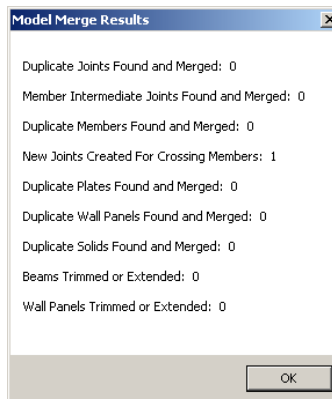 Model Merge Results
Duplicate Joints Found and Merged: 0
Member Intermediate Joints Found and Merged: 0
Duplicate Members Found and Merged: 0
New Joints Created For Crossing Members: 1
Duplicate Plates Found and Merged: 0
Duplicate Wall Panels Found and Merged: 0
Duplicate Solids Found and Merged: 0
Beams Trimmed or Extended: 0
Wall Panels Trimmed or Extended: 0
OK